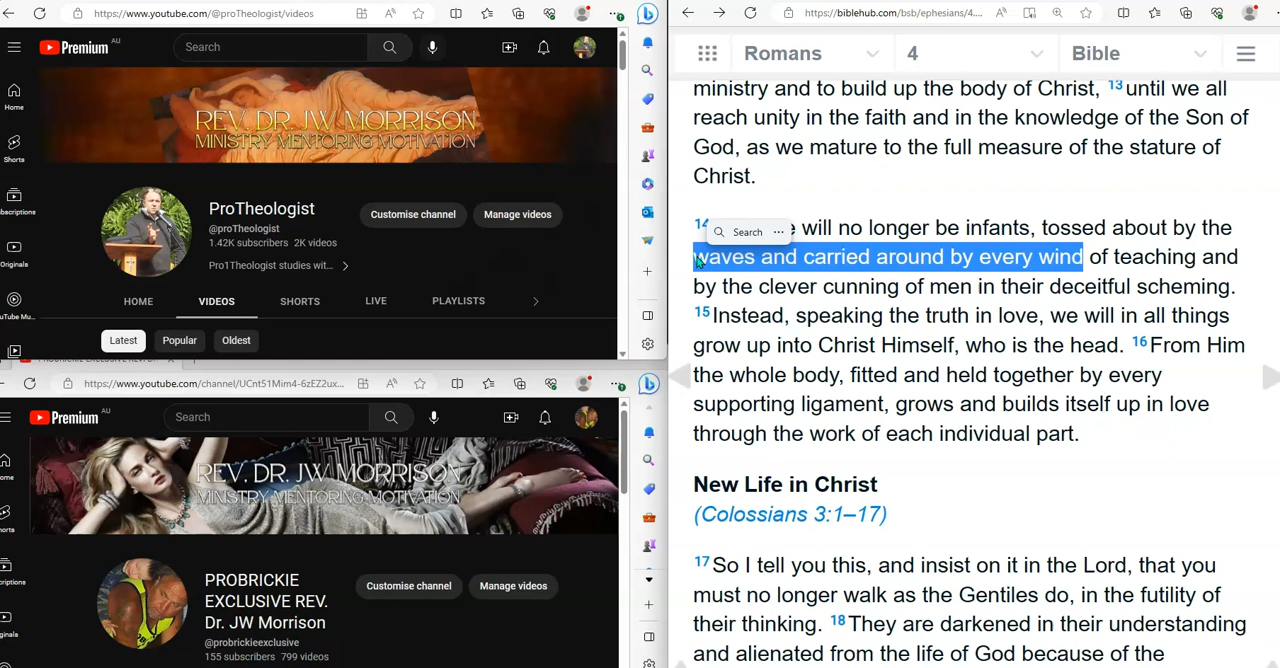 https://www.youtube.com/@proTheologist/videos
Premium AU
Search
REV. DR. JW MORRISON
MINISTRY MENTORING MOTIVATION
Home
Shorts
ProTheologist
@proTheologist
1.42K subscribers 2K videos
Pro1Theologist studies wit...
Customise channel
Manage videos
bscriptions
Originals
uTube Mu...
HOME
VIDEOS
SHORTS
LIVE
PLAYLISTS
Latest
Popular
Oldest
https://www.youtube.com/channel/UCnt51Mim4-6zEZ2ux...
Premium AU
Search
REV. DR. JW MORRISON
MINISTRY MENTORING MOTIVATION
ome
orts
PROBRICKIE
EXCLUSIVE REV.
Dr. JW Morrison
@probrickieexclusive
155 subscribers 799 videos
Customise channel
Manage videos
criptions
ginals
https://biblehub.com/bsb/ephesians/4....
Romans
4
Bible
ministry and to build up the body of Christ, 13 until we all
reach unity in the faith and in the knowledge of the Son of
God, as we mature to the full measure of the stature of
Christ.
14 e will no longer be infants, tossed about by the
Search ...
waves and carried around by every wind of teaching and
by the clever cunning of men in their deceitful scheming.
15 Instead, speaking the truth in love, we will in all things
grow up into Christ Himself, who is the head. 16 From Him
the whole body, fitted and held together by every
supporting ligament, grows and builds itself up in love
through the work of each individual part.
New Life in Christ
(Colossians 3:1–17)
17 So I tell you this, and insist on it in the Lord, that you
must no longer walk as the Gentiles do, in the futility of
their thinking. 18 They are darkened in their understanding
and alienated from the life of God because of the